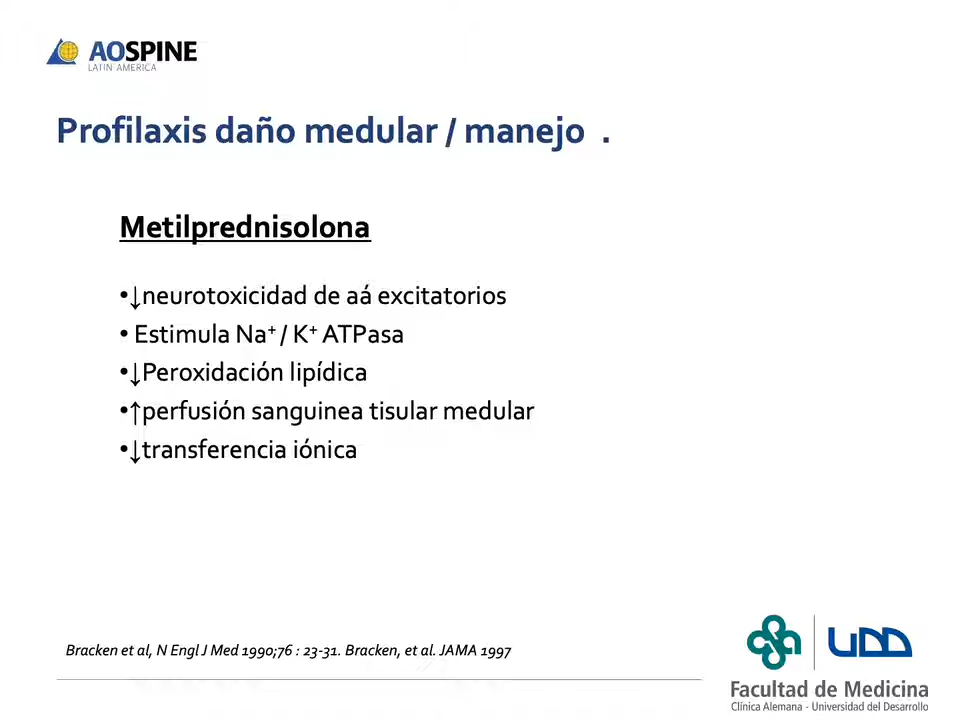 AOSPINE
LATIN AMERICA
Profilaxis daño medular / manejo .
Metilprednisolona
•↓neurotoxicidad de aá excitatorios
• Estimula Na⁺ / K⁺ ATPasa
•↓Peroxidación lipídica
•↑perfusión sanguinea tisular medular
•↓transferencia iónica
Bracken et al, N Engl J Med 1990;76 : 23-31. Bracken, et al. JAMA 1997
UDD
Facultad de Medicina
Clínica Alemana - Universidad del Desarrollo